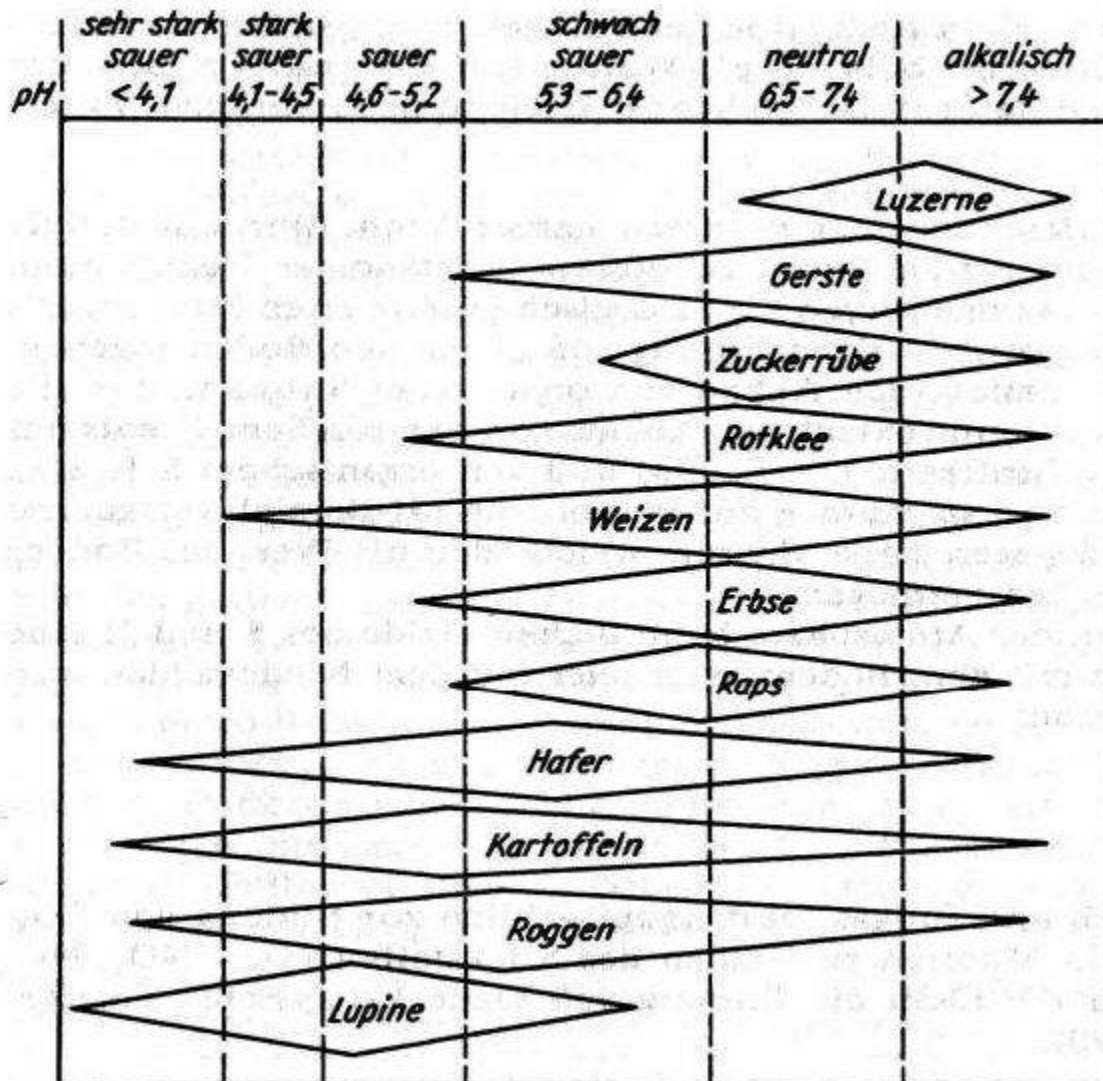 sehr stark stark schwach
sauer sauer sauer sauer neutral alkalisch
pH < 4,1 4,1–4,5 4,6–5,2 5,3 – 6,4 6,5 – 7,4 > 7,4
Luzerne
Gerste
Zuckerrübe
Rotklee
Weizen
Erbse
Raps
Hafer
Kartoffeln
Roggen
Lupine